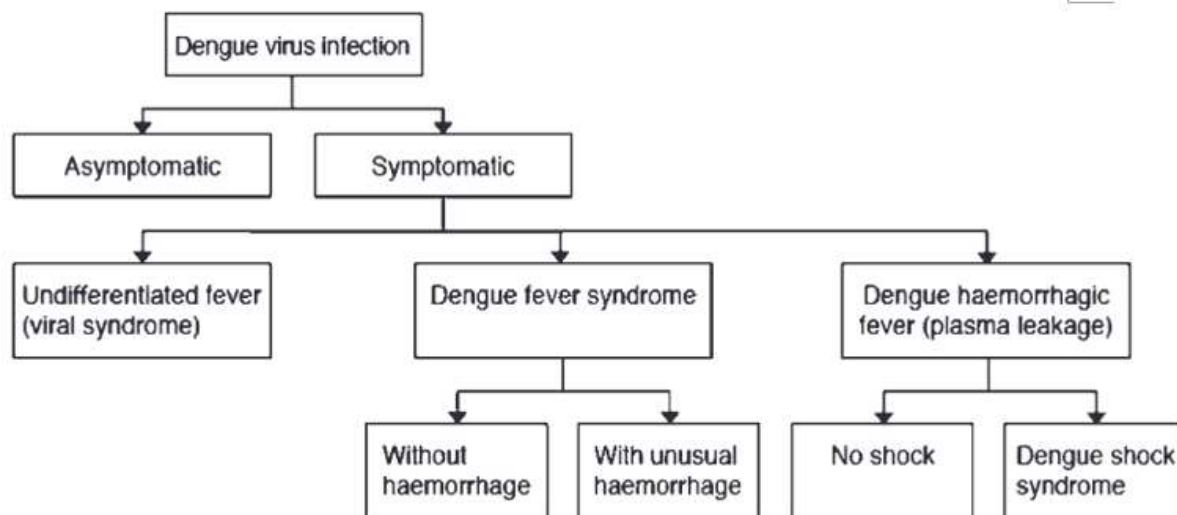 Dengue virus infection
Asymptomatic
Symptomatic
Undifferentiated fever
(viral syndrome)
Dengue fever syndrome
Dengue haemorrhagic
fever (plasma leakage)
Without
haemorrhage
With unusual
haemorrhage
No shock
Dengue shock
syndrome